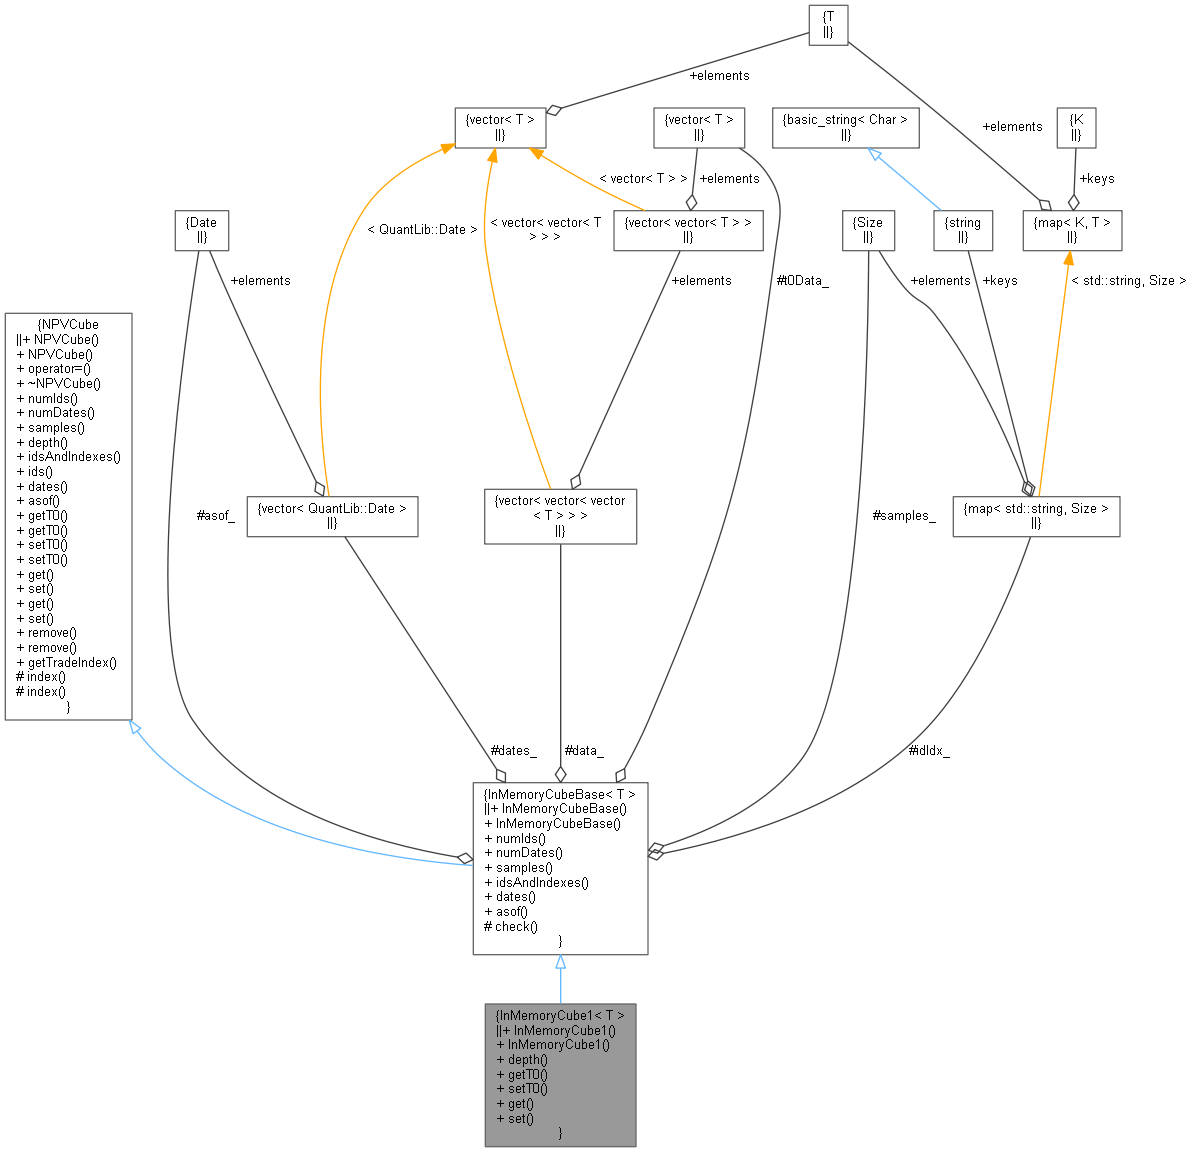 {T
||}
+elements
{vector< T >
||}
{vector< T >
||}
{basic_string< Char >
||}
{K
||}
+elements
< vector< T > >
+elements
+keys
{Date
||}
< QuantLib::Date >
< vector< vector< T
> > >
{vector< vector< T > >
||}
{Size
||}
{string
||}
{map< K, T >
||}
+elements
+elements
#t0Data_
+elements
+keys
< std::string, Size >
{NPVCube
||+ NPVCube()
+ NPVCube()
+ operator=()
+ ~NPVCube()
+ numIds()
+ numDates()
+ samples()
+ depth()
+ idsAndIndexes()
+ ids()
+ dates()
+ asof()
+ getT0()
+ getT0()
+ setT0()
+ setT0()
+ get()
+ set()
+ get()
+ set()
+ remove()
+ remove()
+ getTradeIndex()
# index()
# index()
}
#asof_
{vector< QuantLib::Date >
||}
{vector< vector< vector
< T > > >
||}
#samples_
{map< std::string, Size >
||}
#dates_
#data_
#idIdx_
{InMemoryCubeBase< T >
||+ InMemoryCubeBase()
+ InMemoryCubeBase()
+ numIds()
+ numDates()
+ samples()
+ idsAndIndexes()
+ dates()
+ asof()
# check()
}
{InMemoryCube1< T >
||+ InMemoryCube1()
+ InMemoryCube1()
+ depth()
+ getT0()
+ setT0()
+ get()
+ set()
}